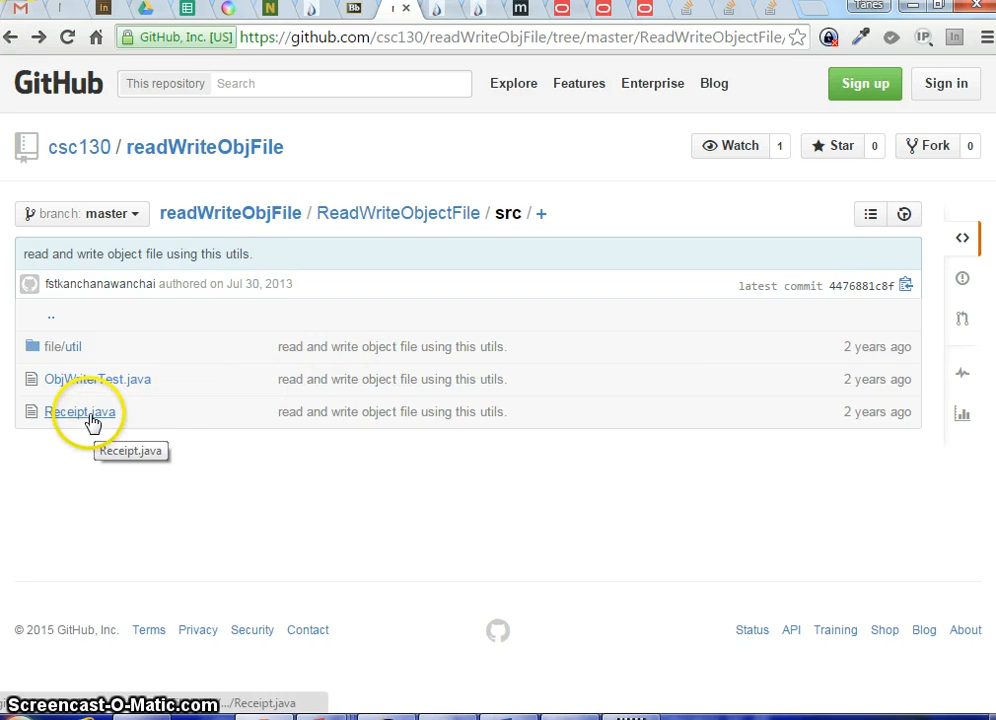 Tanes
GitHub, Inc. [US] https://github.com/csc130/readWriteObjFile/tree/master/ReadWriteObjectFile/
GitHub This repository Search Explore Features Enterprise Blog Sign up Sign in
csc130 / readWriteObjFile Watch 1 Star 0 Fork 0
branch: master readWriteObjFile / ReadWriteObjectFile / src / +
read and write object file using this utils.
fstkanchanawanchai authored on Jul 30, 2013 latest commit 4476881c8f
..
file/util read and write object file using this utils. 2 years ago
ObjWriterTest.java read and write object file using this utils. 2 years ago
Receipt.java read and write object file using this utils. 2 years ago
Receipt.java
© 2015 GitHub, Inc. Terms Privacy Security Contact Status API Training Shop Blog About
.../Receipt.java
Screencast-O-Matic.com